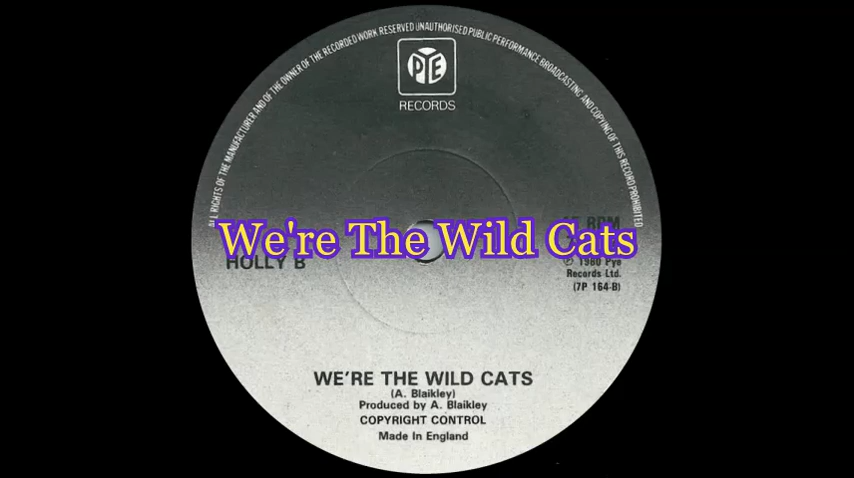 ALL RIGHTS OF THE MANUFACTURER AND OF THE OWNER OF THE RECORDED WORK RESERVED UNAUTHORISED PUBLIC PERFORMANCE BROADCASTING AND COPYING OF THIS RECORD PROHIBITED
PYE
RECORDS
45 RPM
We're The Wild Cats
HOLLY B
℗ 1980 Pye
Records Ltd.
(7P 164-B)
WE'RE THE WILD CATS
(A. Blaikley)
Produced by A. Blaikley
COPYRIGHT CONTROL
Made In England